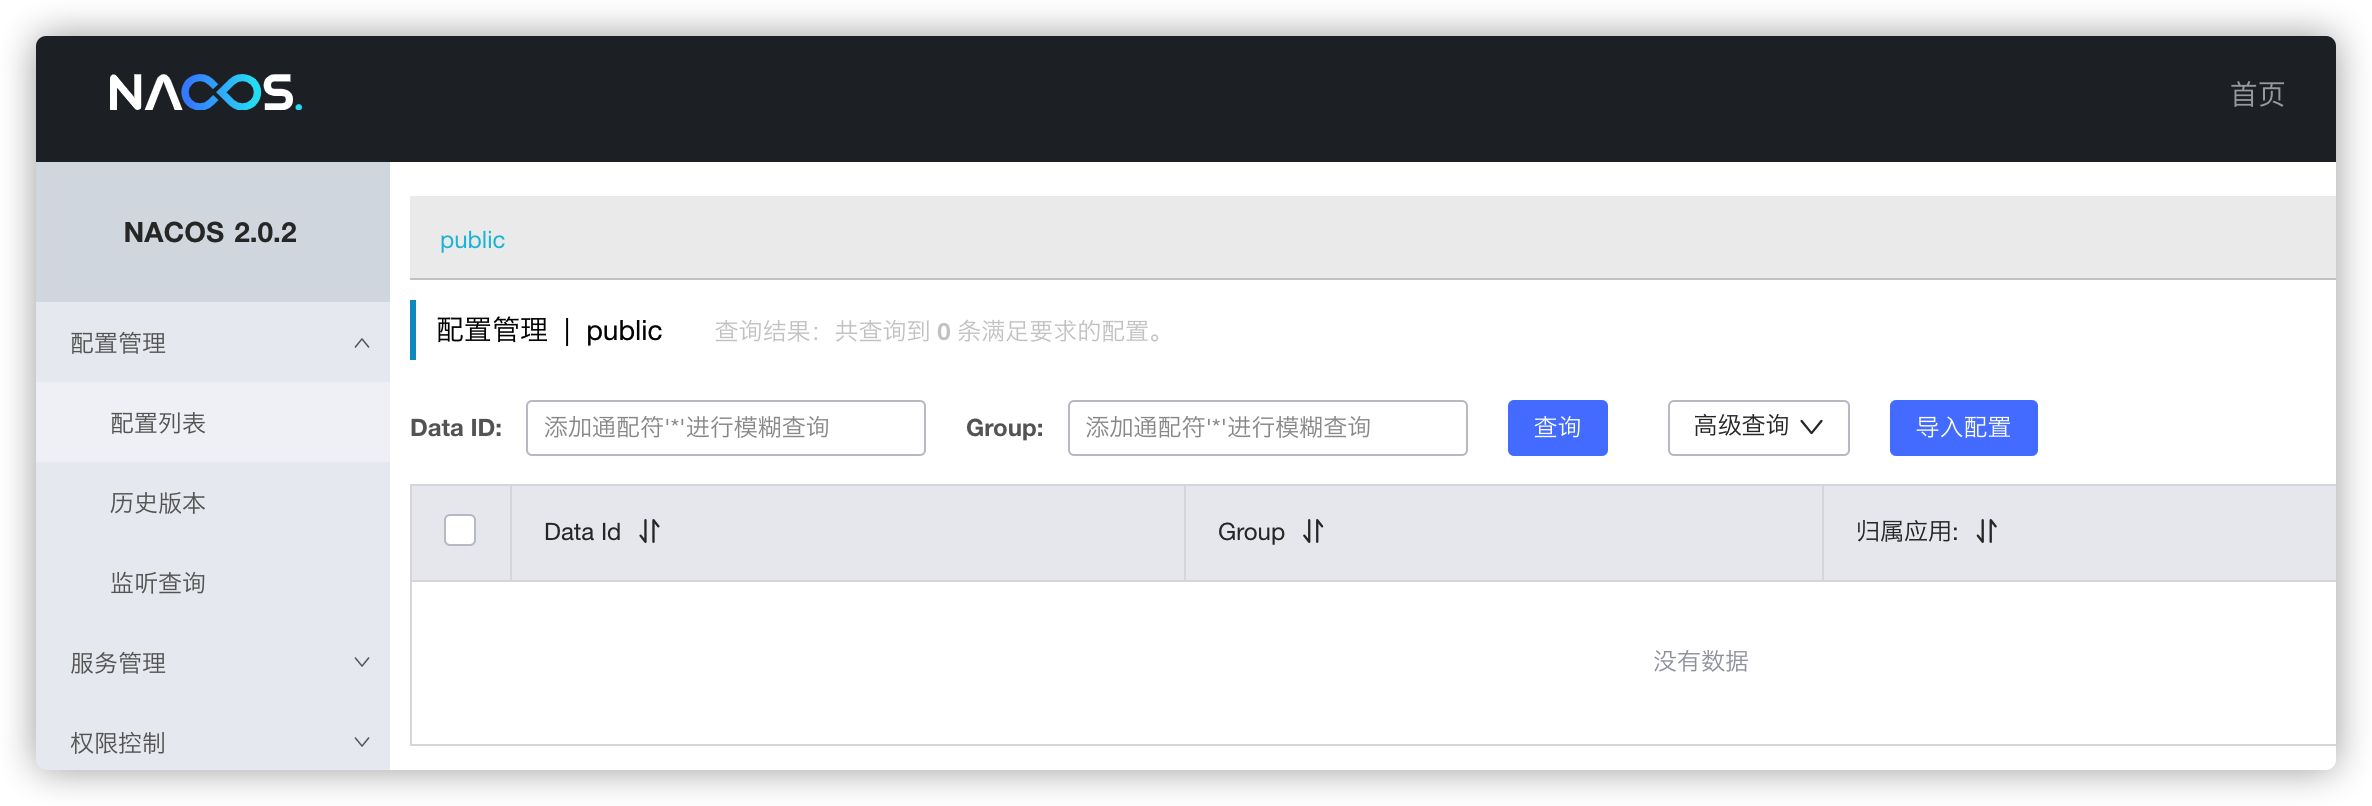 NACOS.
首页
NACOS 2.0.2
配置管理
配置列表
历史版本
监听查询
服务管理
权限控制
public
配置管理 | public 查询结果：共查询到 0 条满足要求的配置。
Data ID: 添加通配符'*'进行模糊查询 Group: 添加通配符'*'进行模糊查询 查询 高级查询 导入配置
Data Id Group 归属应用:
没有数据